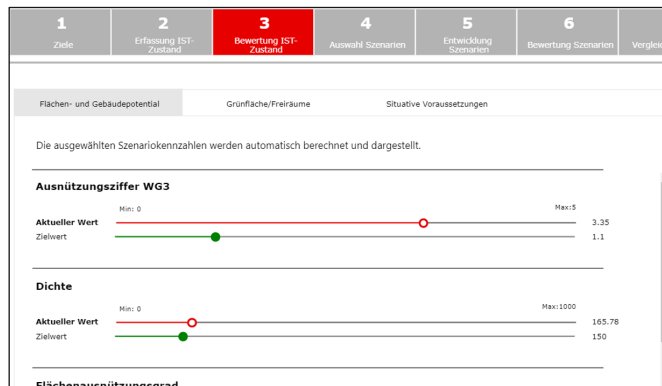 1
Ziele
2
Erfassung IST-
Zustand
3
Bewertung IST-
Zustand
4
Auswahl Szenarien
5
Entwicklung
Szenarien
6
Bewertung Szenarien
Flächen- und Gebäudepotential
Grünfläche/Freiräume
Situative Voraussetzungen
Die ausgewählten Szenariokennzahlen werden automatisch berechnet und dargestellt.
Ausnützungsziffer WG3
Min: 0
Max:5
Aktueller Wert
3.35
Zielwert
1.1
Dichte
Min: 0
Max:1000
Aktueller Wert
165.78
Zielwert
150
Flächenausnützungsgrad